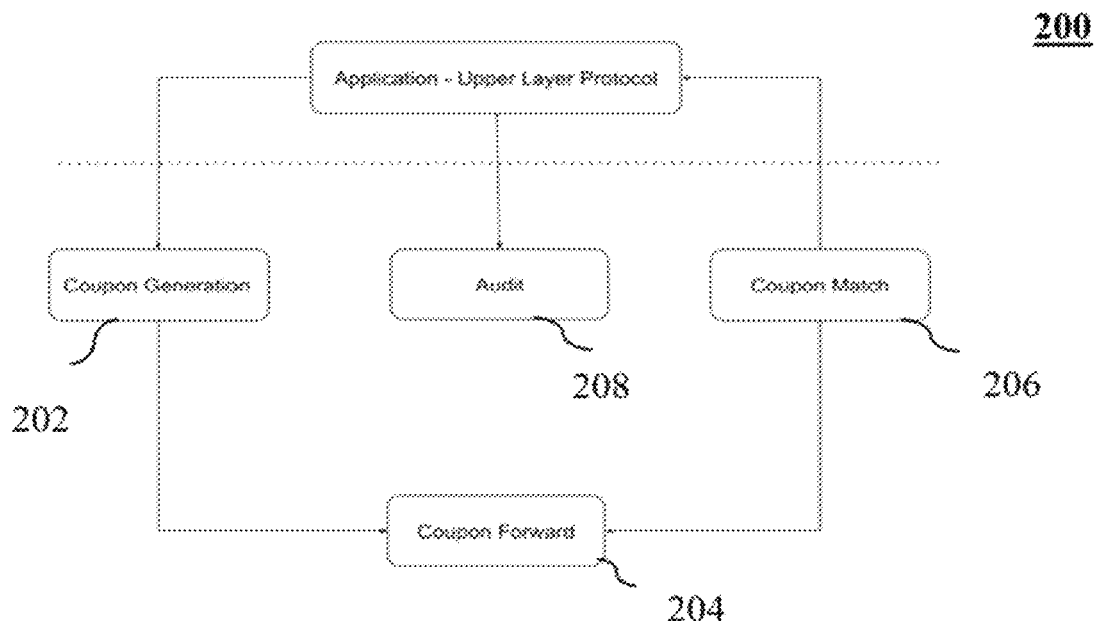 200
Application - Upper Layer Protocol
Coupon Generation
Audit
Coupon Match
202
208
206
Coupon Forward
204